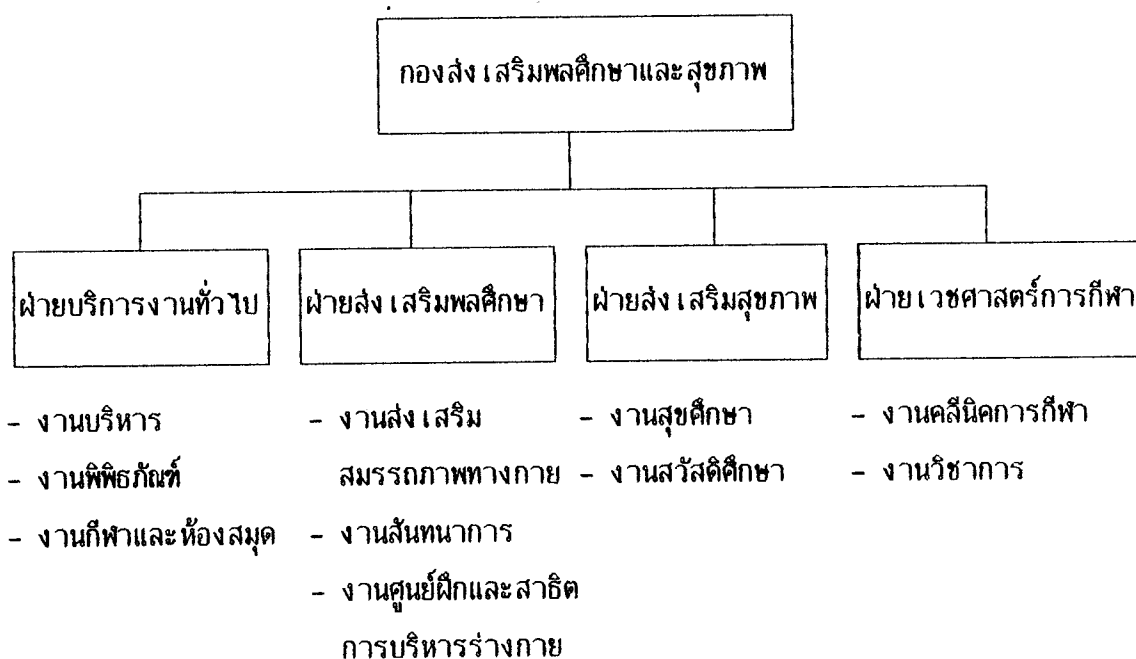 กองส่งเสริมพลศึกษาและสุขภาพ
ฝ่ายบริการงานทั่วไป
ฝ่ายส่งเสริมพลศึกษา
ฝ่ายส่งเสริมสุขภาพ
ฝ่ายเวชศาสตร์การกีฬา
- งานบริหาร
- งานพิพิธภัณฑ์
- งานกีฬาและห้องสมุด
- งานส่งเสริม
สมรรถภาพทางกาย
- งานสันทนาการ
- งานศูนย์ฝึกและสาธิต
การบริหารร่างกาย
- งานสุขศึกษา
- งานสวัสดิศึกษา
- งานคลีนิคการกีฬา
- งานวิชาการ